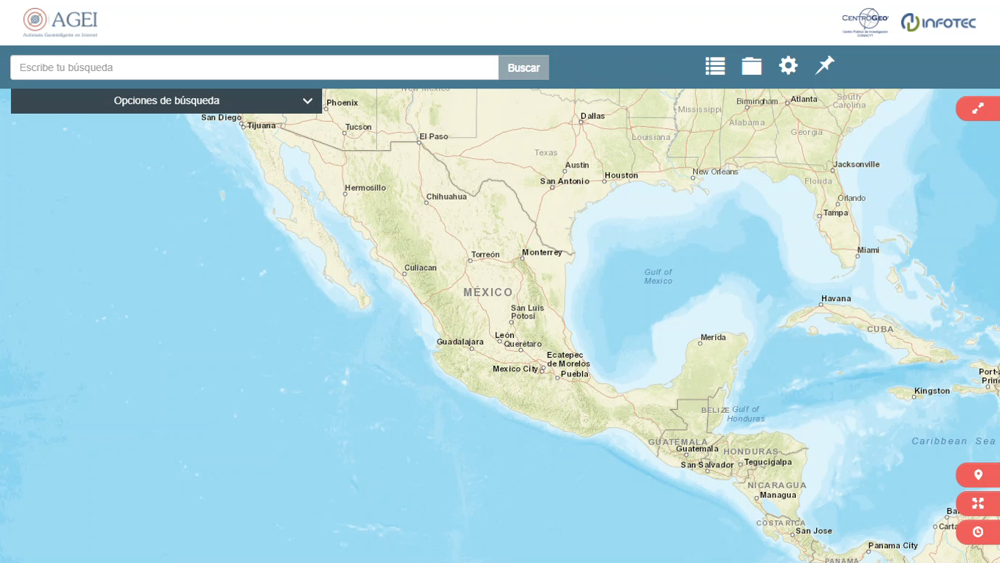 AGEI
Autómata Geointeligente en Internet
CENTROGEO
Centro Público de Investigación
CONACYT
INFOTEC
Escribe tu búsqueda
Buscar
Opciones de búsqueda
New Mexico
Phoenix
Birmingham
Atlanta
South
Carolina
Mississippi
San Diego
Tijuana
Dallas
Alabama
Tucson
El Paso
Louisiana
Georgia
Texas
Austin
Jacksonville
San Antonio
Houston
New Orleans
Florida
Hermosillo
Chihuahua
Orlando
Tampa
Torreón
Monterrey
Miami
Culiacan
Gulf of
Mexico
MÉXICO
Havana
San Luis
Potosí
CUBA
León
Guadalajara
Querétaro
Merida
Ecatepec
de Morelos
Mexico City
Puebla
Port-a
Prin
Kingston
BELIZE
Gulf of
Honduras
GUATEMALA
Guatemala
HONDURAS
Caribbean Sea
San Salvador
Tegucigalpa
NICARAGUA
Managua
COSTA RICA
San Jose
Ba
Carta
Panama City
PANAMA